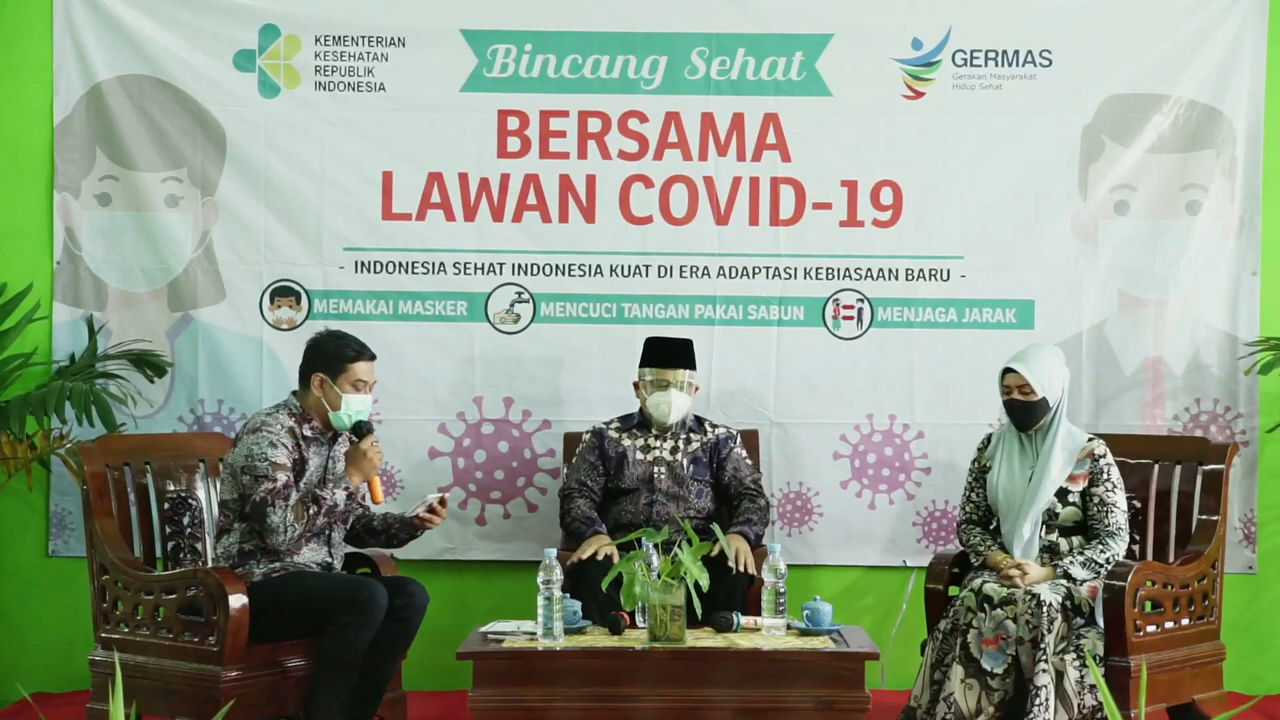 KEMENTERIAN
KESEHATAN
REPUBLIK
INDONESIA
Bincang Sehat
GERMAS
Gerakan Masyarakat
Hidup Sehat
BERSAMA
LAWAN COVID-19
- INDONESIA SEHAT INDONESIA KUAT DI ERA ADAPTASI KEBIASAAN BARU -
MEMAKAI MASKER
MENCUCI TANGAN PAKAI SABUN
MENJAGA JARAK